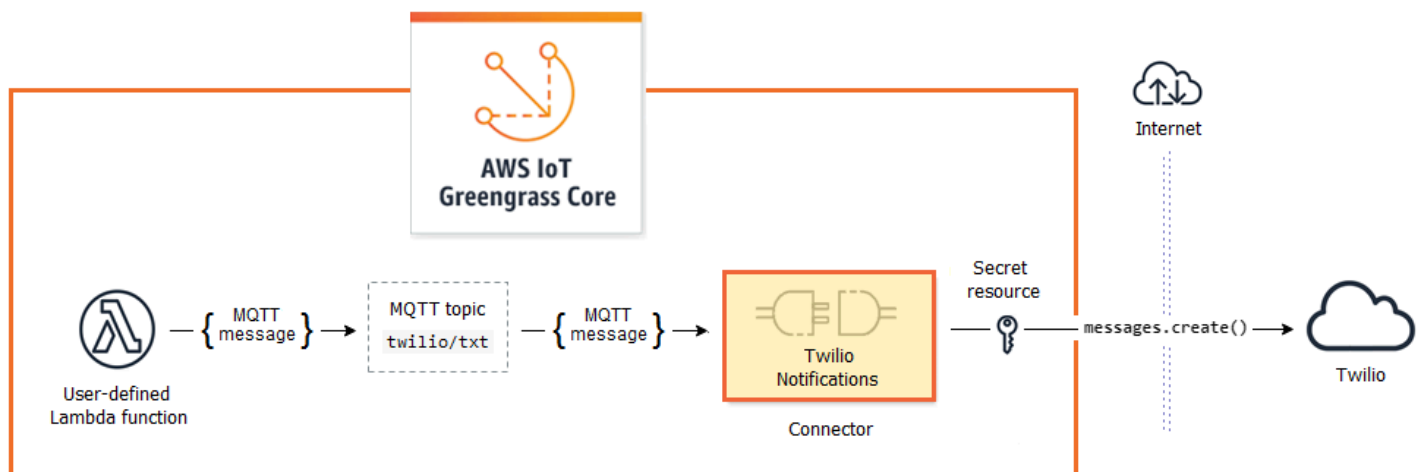 AWS IoT
Greengrass Core
Internet
Secret
resource
{ MQTT
message }
MQTT topic
twilio/txt
{ MQTT
message }
Twilio
Notifications
messages.create()
Twilio
User-defined
Lambda function
Connector